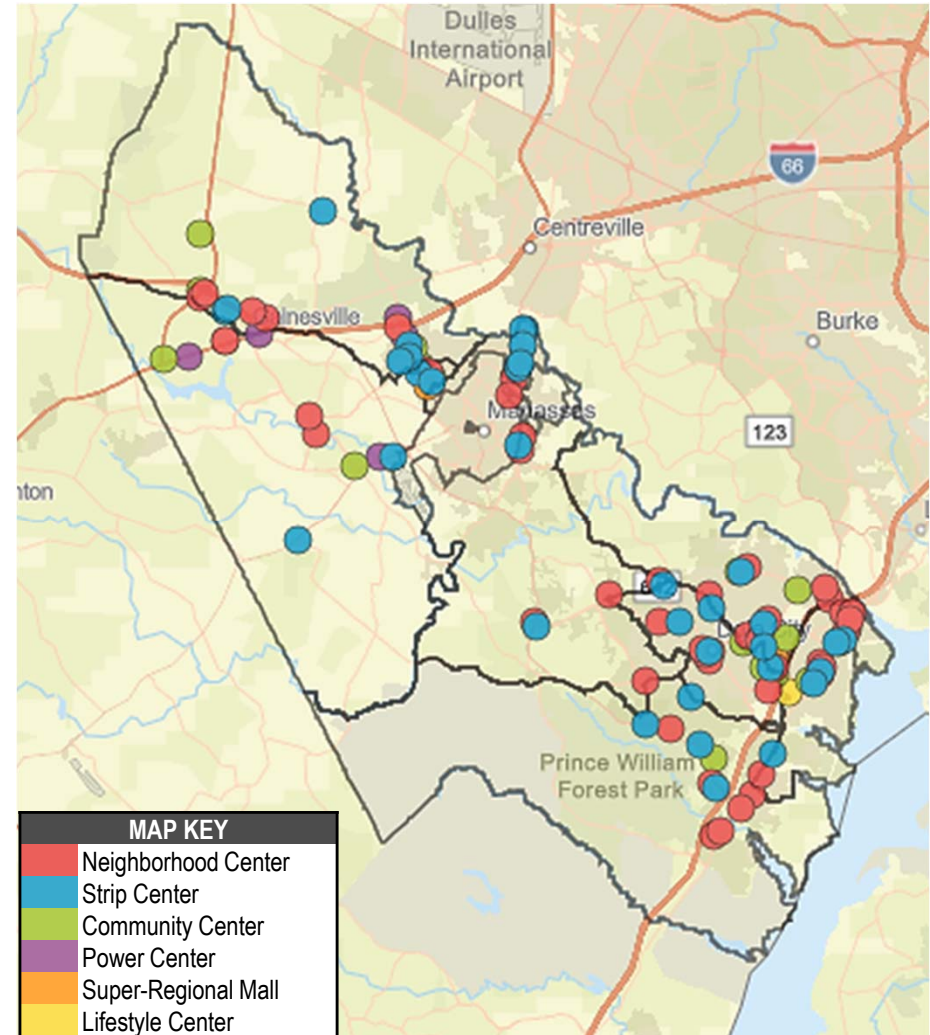 Dulles
International
Airport
66
Centreville
Burke
123
Prince William
Forest Park
MAP KEY
Neighborhood Center
Strip Center
Community Center
Power Center
Super-Regional Mall
Lifestyle Center